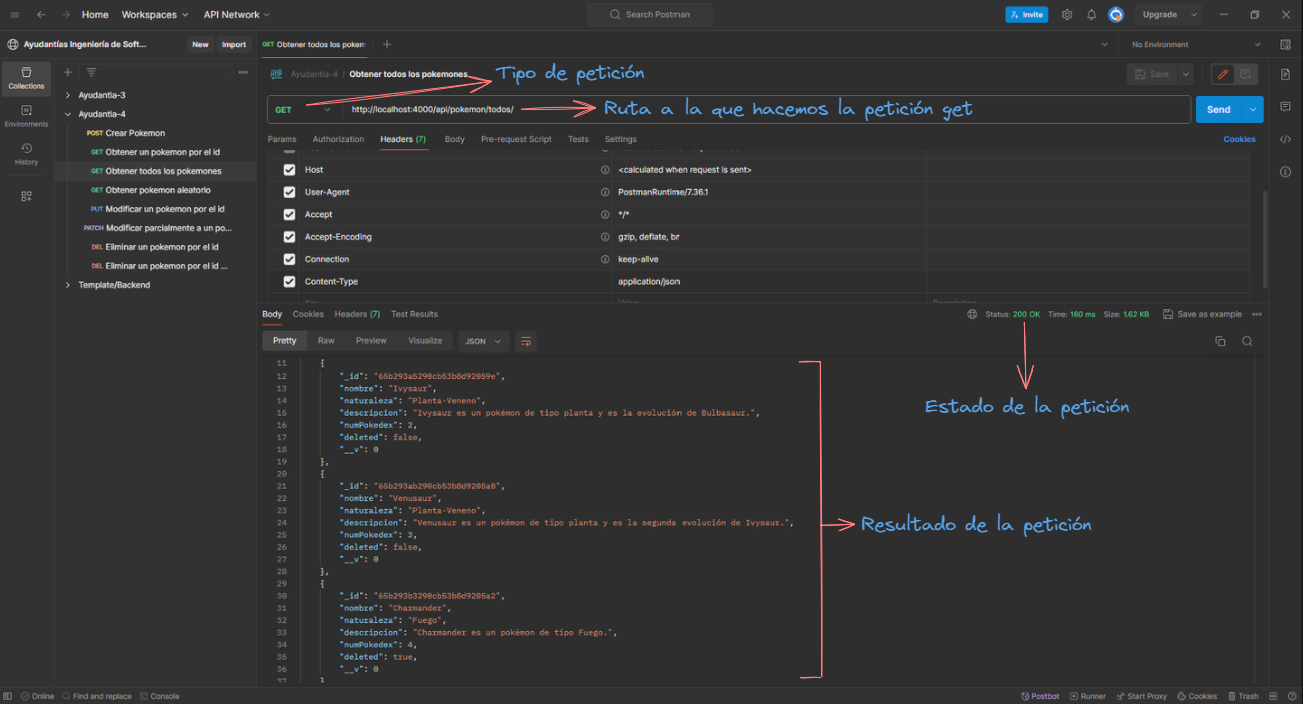 Home Workspaces API Network Search Postman Invite Upgrade
Ayudantías Ingeniería de Soft... New Import GET Obtener todos los pokem No Environment
Collections
Environments
History
Ayudantia-3
Ayudantia-4
POST Crear Pokemon
GET Obtener un pokemon por el id
GET Obtener todos los pokemones
GET Obtener pokemon aleatorio
PUT Modificar un pokemon por el id
PATCH Modificar parcialmente a un po...
DEL Eliminar un pokemon por el id
DEL Eliminar un pokemon por el id ...
Template/Backend
Ayudantia-4 / Obtener todos los pokemones Save
Tipo de petición
GET http://localhost:4000/api/pokemon/todos/ Send
Ruta a la que hacemos la petición get
Params Authorization Headers (7) Body Pre-request Script Tests Settings Cookies
Host <calculated when request is sent>
User-Agent PostmanRuntime/7.36.1
Accept */*
Accept-Encoding gzip, deflate, br
Connection keep-alive
Content-Type application/json
Body Cookies Headers (7) Test Results Status: 200 OK Time: 160 ms Size: 1.62 KB Save as example
Pretty Raw Preview Visualize JSON
Estado de la petición
11 {
12 "_id": "65b293a5290cb53b8d92059e",
13 "nombre": "Ivysaur",
14 "naturaleza": "Planta-Veneno",
15 "descripcion": "Ivysaur es un pokémon de tipo planta y es la evolución de Bulbasaur.",
16 "numPokedex": 2,
17 "deleted": false,
18 "__v": 0
19 },
20 {
21 "_id": "65b293ab290cb53b8d9205a0",
22 "nombre": "Venusaur",
23 "naturaleza": "Planta-Veneno",
24 "descripcion": "Venusaur es un pokémon de tipo planta y es la segunda evolución de Ivysaur.",
25 "numPokedex": 3,
26 "deleted": false,
27 "__v": 0
28 },
29 {
30 "_id": "65b293b3290cb53b8d9205a2",
31 "nombre": "Charmander",
32 "naturaleza": "Fuego",
33 "descripcion": "Charmander es un pokémon de tipo Fuego.",
34 "numPokedex": 4,
35 "deleted": true,
36 "__v": 0
37 }
Resultado de la petición
Online Find and replace Console Postbot Runner Start Proxy Cookies Trash